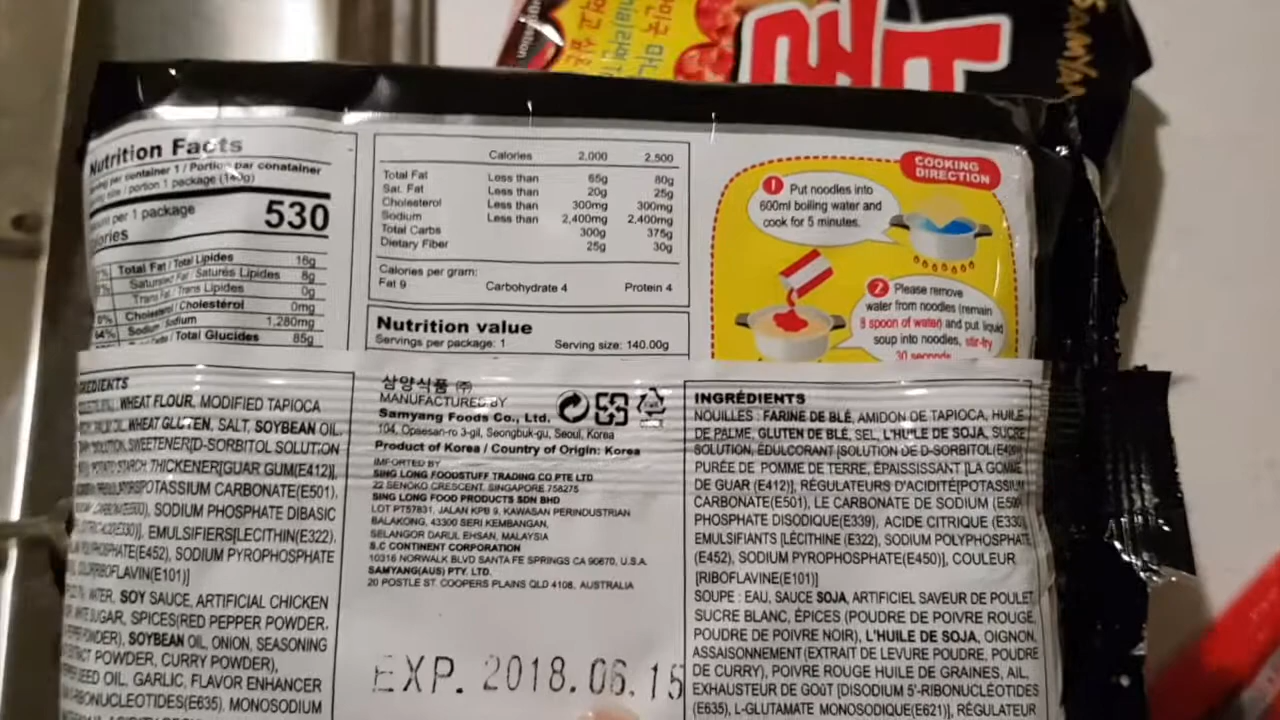 Nutrition Facts
per container 1 / Portion par conatainer
size / portion 1 package (140g)
per 1 package
530
Total Fat / Total Lipides 16g
Saturated Fat / Saturés Lipides 8g
Trans Fat / Trans Lipides 0g
Cholesterol / Cholestérol 0mg
Sodium / Sodium 1,280mg
Total Glucides 85g
Calories 2,000 2,500
Total Fat Less than 65g 80g
Sat. Fat Less than 20g 25g
Cholesterol Less than 300mg 300mg
Sodium Less than 2,400mg 2,400mg
Total Carbs 300g 375g
Dietary Fiber 25g 30g
Calories per gram:
Fat 9 Carbohydrate 4 Protein 4
Nutrition value
Servings per package: 1 Serving size: 140.00g
COOKING
DIRECTION
1 Put noodles into
600ml boiling water and
cook for 5 minutes.
2 Please remove
water from noodles (remain
8 spoon of water) and put liquid
soup into noodles, stir-fry
30 seconds
WHEAT FLOUR, MODIFIED TAPIOCA
WHEAT GLUTEN, SALT, SOYBEAN OIL,
SWEETENER[D-SORBITOL SOLUTION
POTATO STARCH, THICKENER[GUAR GUM(E412)],
POTASSIUM CARBONATE(E501),
SODIUM PHOSPHATE DIBASIC
EMULSIFIERS[LECITHIN(E322),
(E452), SODIUM PYROPHOSPHATE
RIBOFLAVIN(E101)]
WATER, SOY SAUCE, ARTIFICIAL CHICKEN
SUGAR, SPICES(RED PEPPER POWDER,
SOYBEAN OIL, ONION, SEASONING
POWDER, CURRY POWDER),
SEED OIL, GARLIC, FLAVOR ENHANCER
(E635), MONOSODIUM
삼양식품 ㈜
MANUFACTURED BY
Samyang Foods Co., Ltd.
104, Opaesan-ro 3-gil, Seongbuk-gu, Seoul, Korea
Product of Korea / Country of Origin: Korea
IMPORTED BY
SING LONG FOODSTUFF TRADING CO PTE LTD
22 SENOKO CRESCENT, SINGAPORE 758275
SING LONG FOOD PRODUCTS SDN BHD
LOT PT57831, JALAN KPB 9, KAWASAN PERINDUSTRIAN
BALAKONG, 43300 SERI KEMBANGAN,
SELANGOR DARUL EHSAN, MALAYSIA
S.C CONTINENT CORPORATION
10316 NORWALK BLVD SANTA FE SPRINGS CA 90670, U.S.A
SAMYANG(AUS) PTY. LTD.
20 POSTLE ST. COOPERS PLAINS QLD 4108, AUSTRALIA
EXP. 2018.06.15
INGRÉDIENTS
NOUILLES : FARINE DE BLÉ, AMIDON DE TAPIOCA, HUILE
DE PALME, GLUTEN DE BLÉ, SEL, L'HUILE DE SOJA, SUCRE
SOLUTION, ÉDULCORANT [SOLUTION DE D-SORBITOL(E420)
PURÉE DE POMME DE TERRE, ÉPAISSISSANT [LA GOMME
DE GUAR (E412)], RÉGULATEURS D'ACIDITÉ[POTASSIUM
CARBONATE(E501), LE CARBONATE DE SODIUM (E500)
PHOSPHATE DISODIQUE(E339), ACIDE CITRIQUE (E330)
EMULSIFIANTS [LÉCITHINE (E322), SODIUM POLYPHOSPHATE
(E452), SODIUM PYROPHOSPHATE(E450)], COULEUR
[RIBOFLAVINE(E101)]
SOUPE : EAU, SAUCE SOJA, ARTIFICIEL SAVEUR DE POULET,
SUCRE BLANC, ÉPICES (POUDRE DE POIVRE ROUGE,
POUDRE DE POIVRE NOIR), L'HUILE DE SOJA, OIGNON,
ASSAISONNEMENT (EXTRAIT DE LEVURE POUDRE, POUDRE
DE CURRY), POIVRE ROUGE HUILE DE GRAINES, AIL,
EXHAUSTEUR DE GOÛT [DISODIUM 5'-RIBONUCLÉOTIDES
(E635), L-GLUTAMATE MONOSODIQUE(E621)], RÉGULATEUR